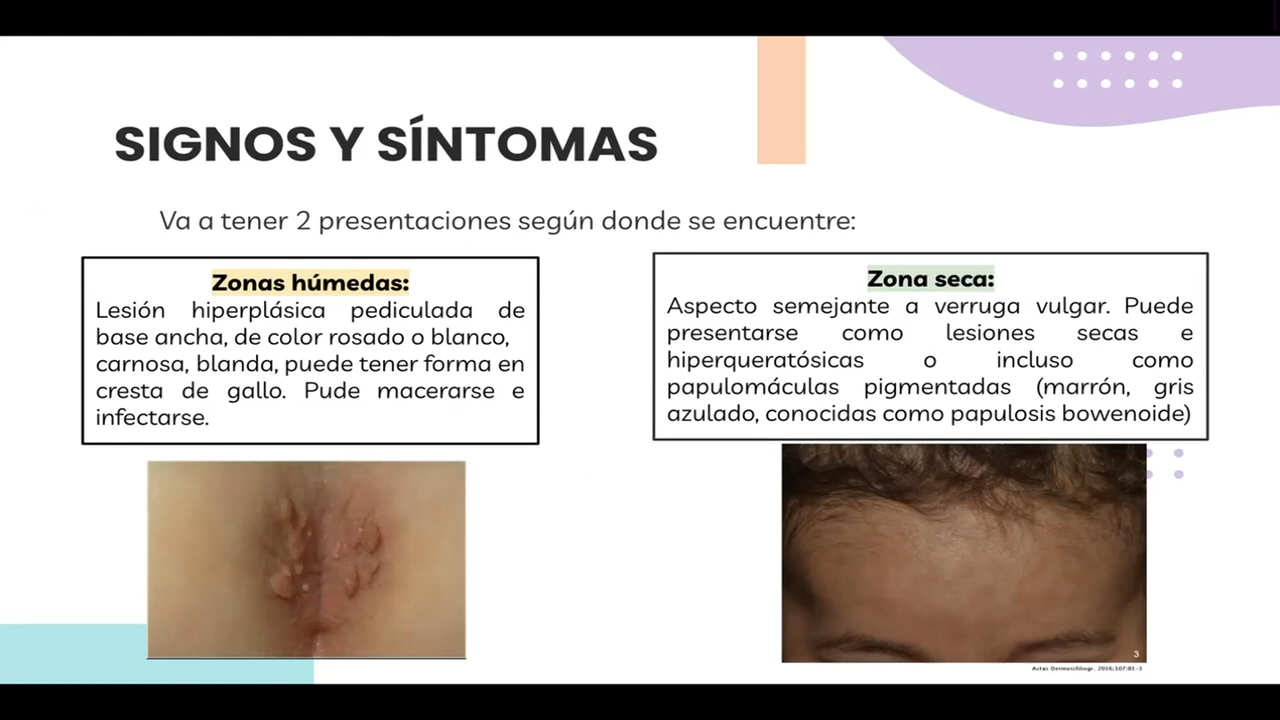 SIGNOS Y SÍNTOMAS
Va a tener 2 presentaciones según donde se encuentre:
Zonas húmedas:
Lesión hiperplásica pediculada de
base ancha, de color rosado o blanco,
carnosa, blanda, puede tener forma en
cresta de gallo. Pude macerarse e
infectarse.
Zona seca:
Aspecto semejante a verruga vulgar. Puede
presentarse como lesiones secas e
hiperqueratósicas o incluso como
papulomáculas pigmentadas (marrón, gris
azulado, conocidas como papulosis bowenoide)
3
Actas Dermosifiliogr. 2016;107:81-3